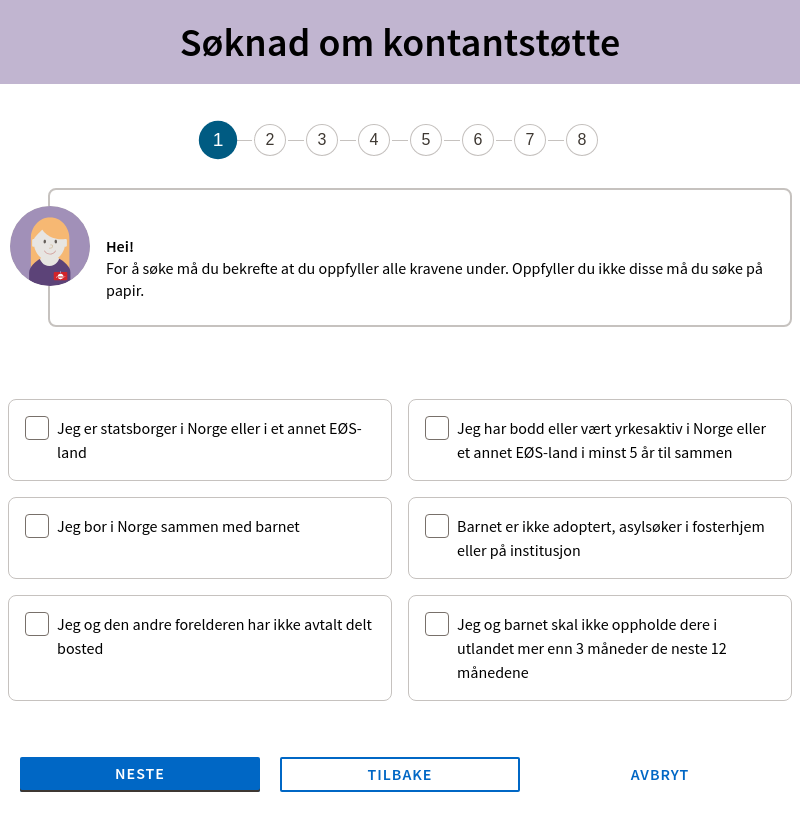 Søknad om kontantstøtte
1 2 3 4 5 6 7 8
Hei!
For å søke må du bekrefte at du oppfyller alle kravene under. Oppfyller du ikke disse må du søke på
papir.
Jeg er statsborger i Norge eller i et annet EØS-
land
Jeg har bodd eller vært yrkesaktiv i Norge eller
et annet EØS-land i minst 5 år til sammen
Jeg bor i Norge sammen med barnet
Barnet er ikke adoptert, asylsøker i fosterhjem
eller på institusjon
Jeg og den andre forelderen har ikke avtalt delt
bosted
Jeg og barnet skal ikke oppholde dere i
utlandet mer enn 3 måneder de neste 12
månedene
NESTE
TILBAKE
AVBRYT